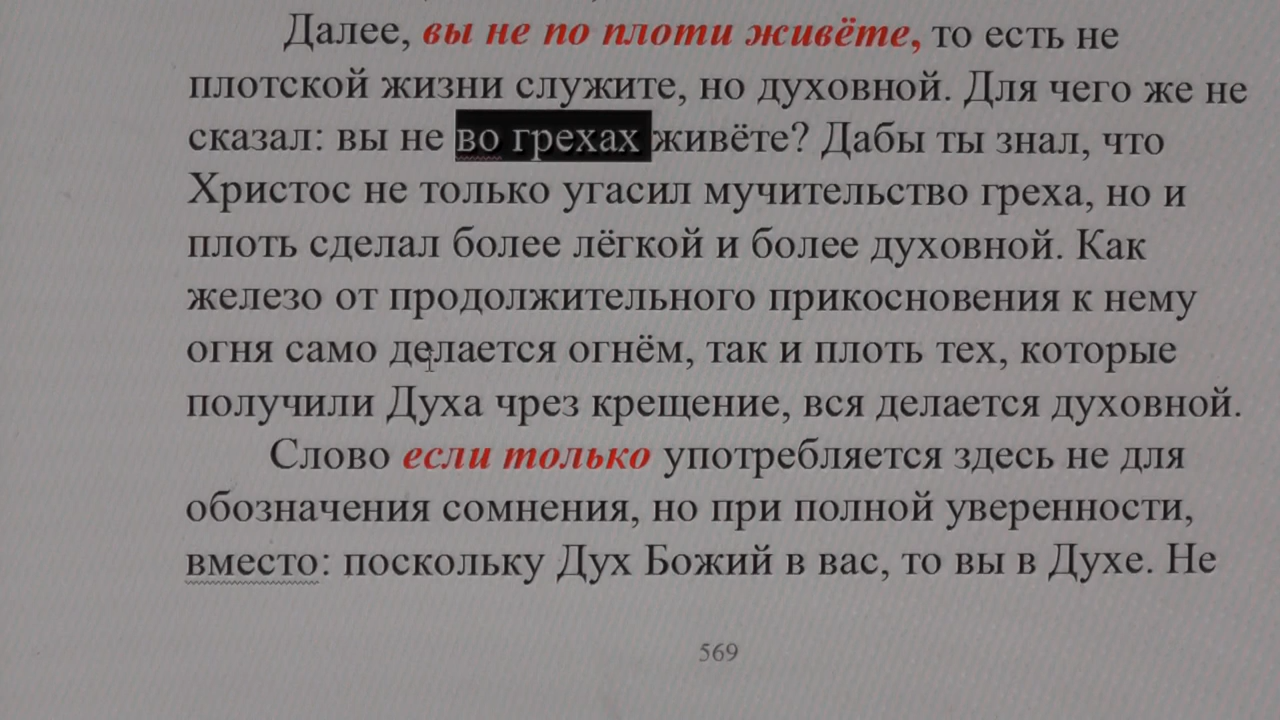 Далее, вы не по плоти живёте, то есть не
плотской жизни служите, но духовной. Для чего же не
сказал: вы не во грехах живёте? Дабы ты знал, что
Христос не только угасил мучительство греха, но и
плоть сделал более лёгкой и более духовной. Как
железо от продолжительного прикосновения к нему
огня само делается огнём, так и плоть тех, которые
получили Духа чрез крещение, вся делается духовной.
Слово если только употребляется здесь не для
обозначения сомнения, но при полной уверенности,
вместо: поскольку Дух Божий в вас, то вы в Духе. Не
569